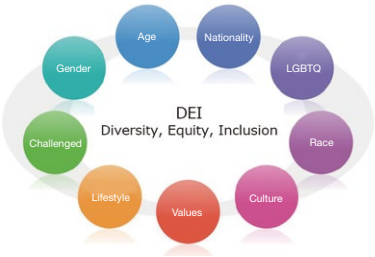 Age
Nationality
Gender
LGBTQ
DEI
Diversity, Equity, Inclusion
Challenged
Race
Lifestyle
Culture
Values